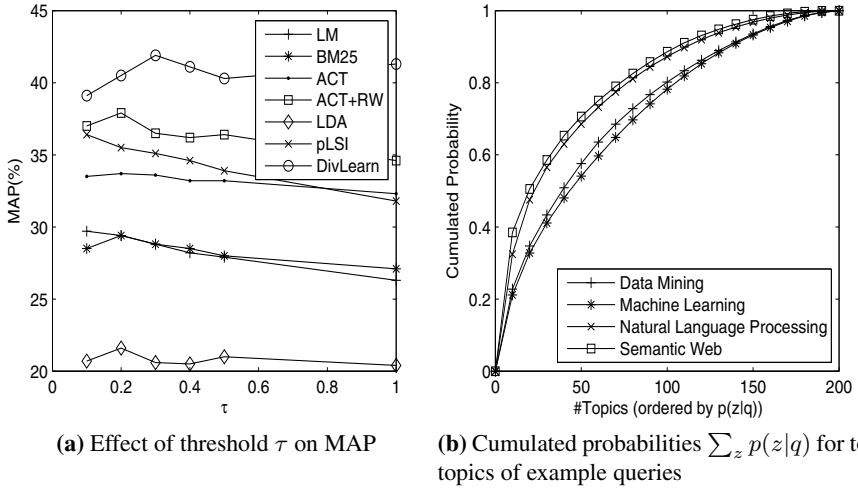 45
40
35
30
25
20
MAP(%)
0 0.2 0.4 0.6 0.8 1
τ
LM
BM25
ACT
ACT+RW
LDA
pLSI
DivLearn
(a) Effect of threshold τ on MAP
1
0.8
0.6
0.4
0.2
0
Cumulated Probability
0 50 100 150 200
#Topics (ordered by p(z|q))
Data Mining
Machine Learning
Natural Language Processing
Semantic Web
(b) Cumulated probabilities ∑z p(z|q) for
topics of example queries